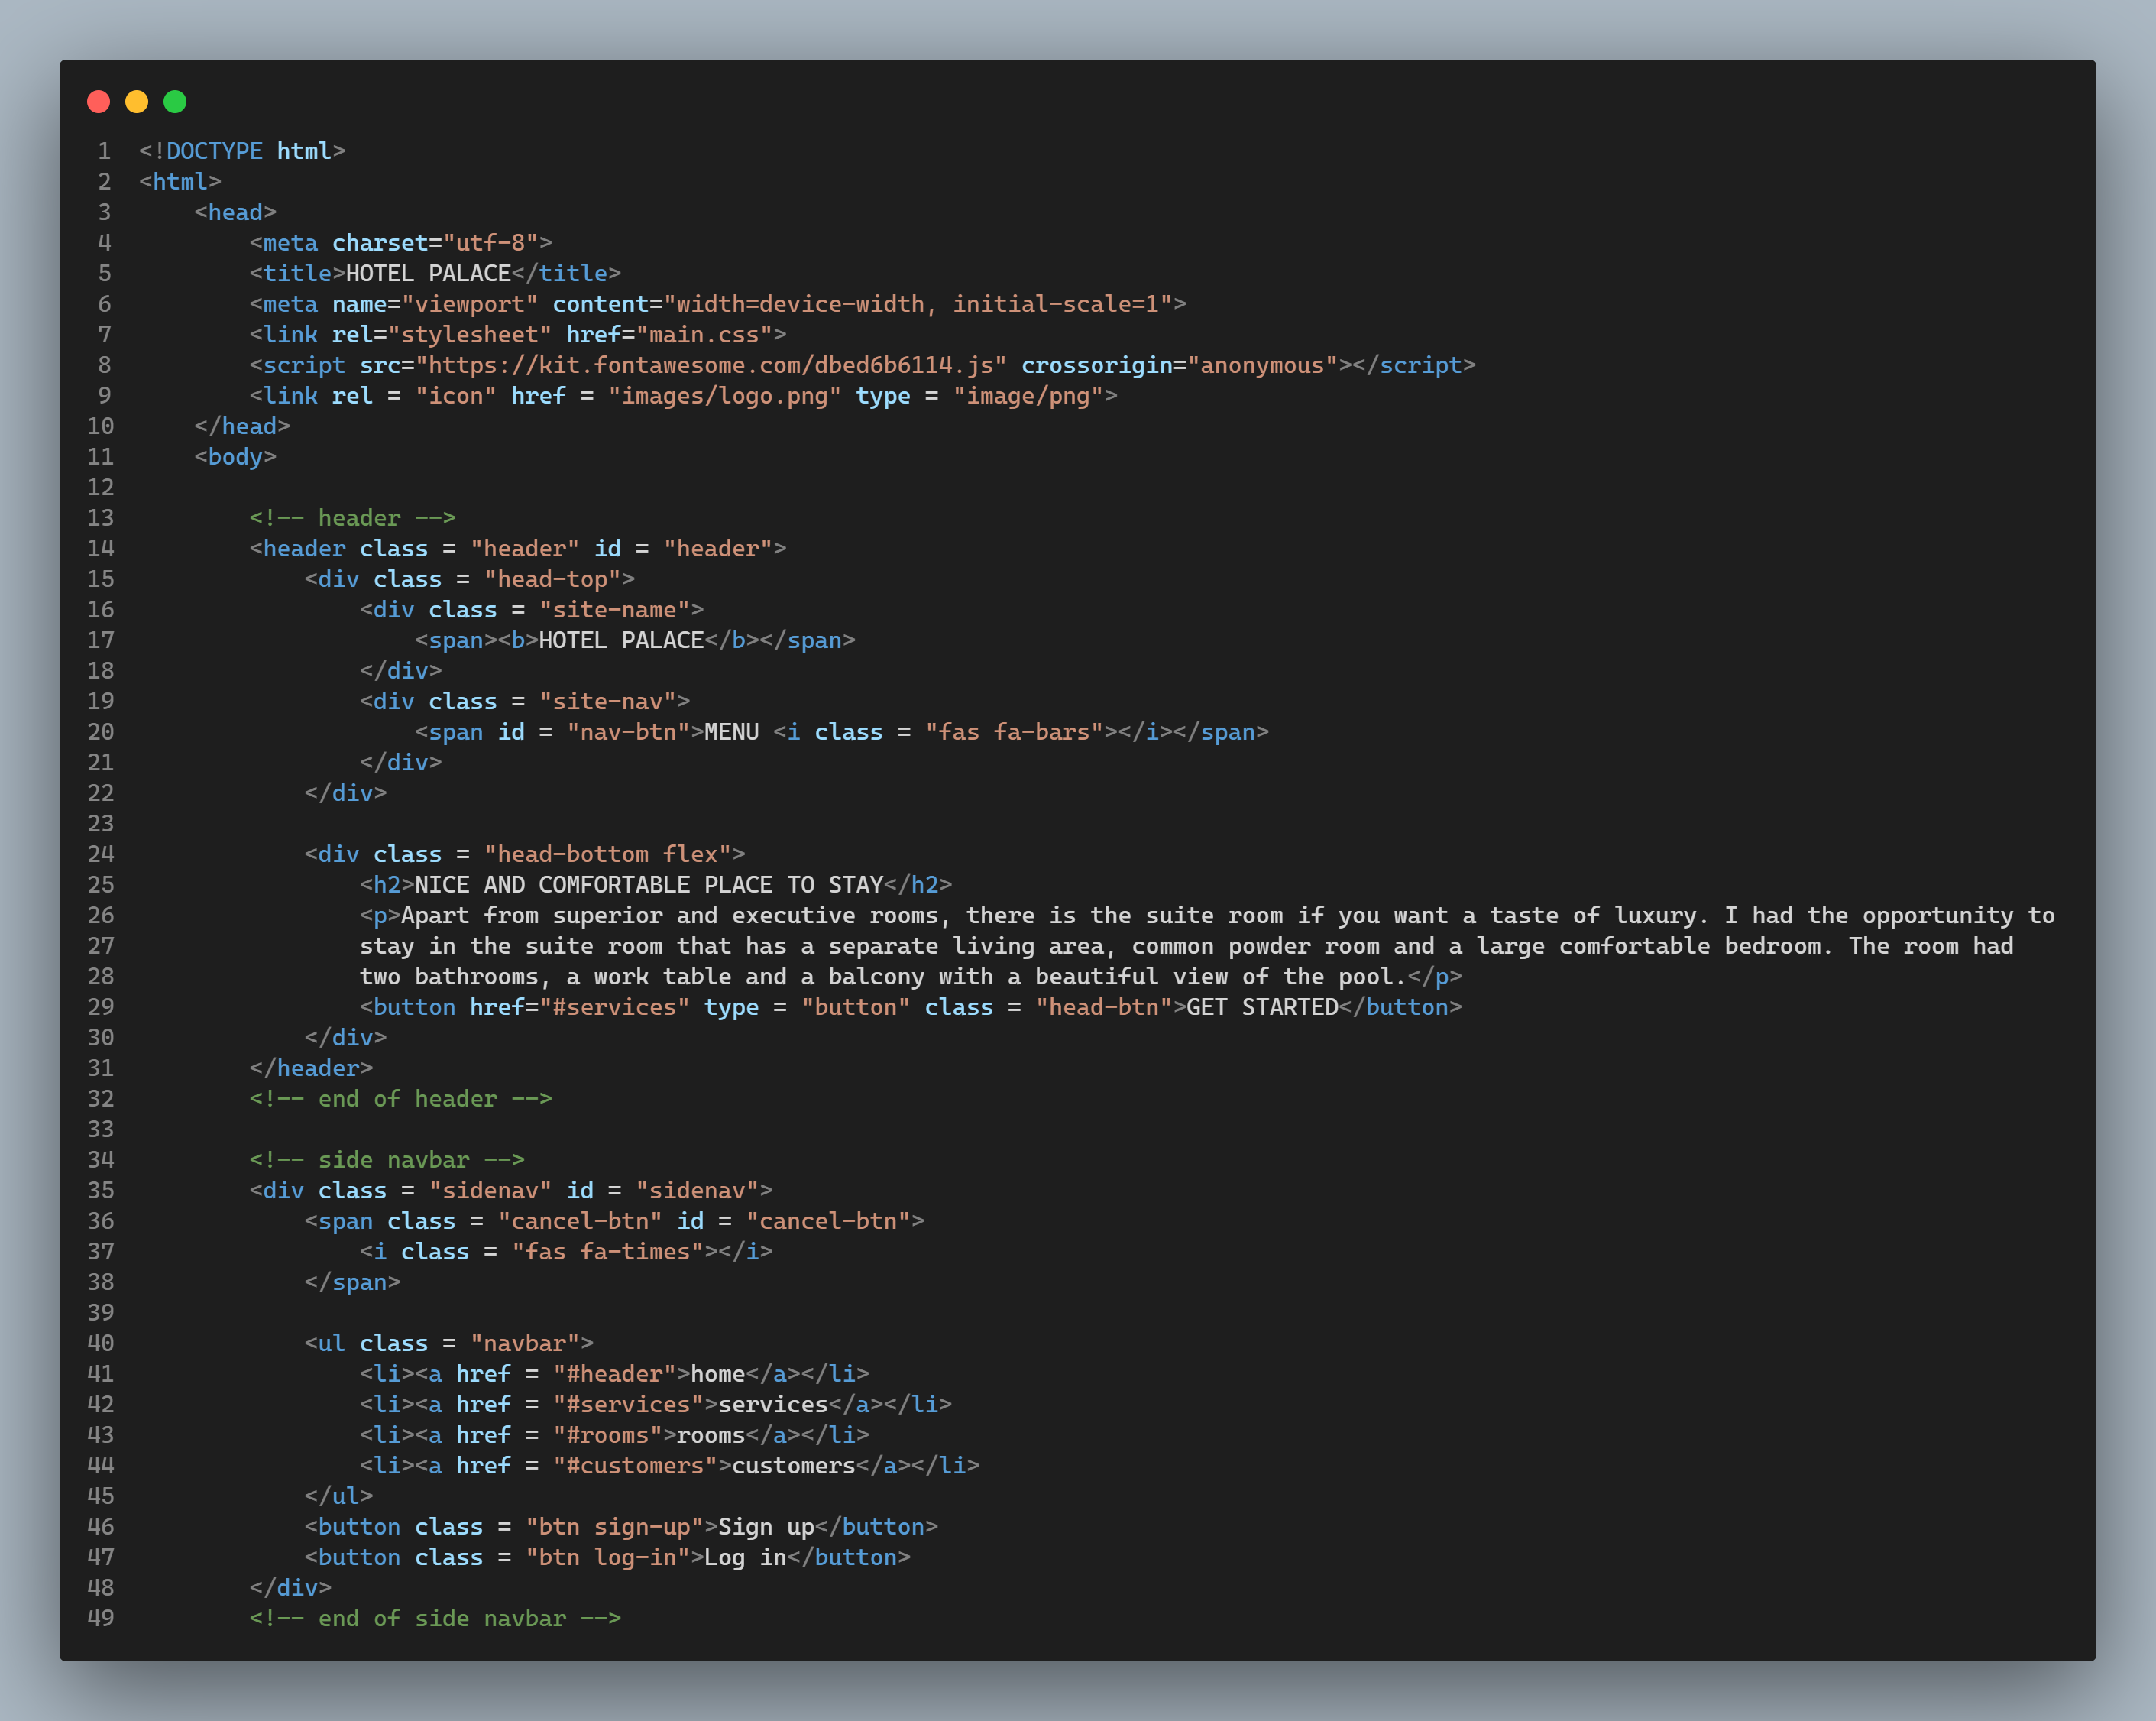 1 <!DOCTYPE html>
2 <html>
3     <head>
4         <meta charset="utf-8">
5         <title>HOTEL PALACE</title>
6         <meta name="viewport" content="width=device-width, initial-scale=1">
7         <link rel="stylesheet" href="main.css">
8         <script src="https://kit.fontawesome.com/dbed6b6114.js" crossorigin="anonymous"></script>
9         <link rel = "icon" href = "images/logo.png" type = "image/png">
10     </head>
11     <body>
12
13         <!-- header -->
14         <header class = "header" id = "header">
15             <div class = "head-top">
16                 <div class = "site-name">
17                     <span><b>HOTEL PALACE</b></span>
18                 </div>
19                 <div class = "site-nav">
20                     <span id = "nav-btn">MENU <i class = "fas fa-bars"></i></span>
21                 </div>
22             </div>
23
24             <div class = "head-bottom flex">
25                 <h2>NICE AND COMFORTABLE PLACE TO STAY</h2>
26                 <p>Apart from superior and executive rooms, there is the suite room if you want a taste of luxury. I had the opportunity to
27                 stay in the suite room that has a separate living area, common powder room and a large comfortable bedroom. The room had
28                 two bathrooms, a work table and a balcony with a beautiful view of the pool.</p>
29                 <button href="#services" type = "button" class = "head-btn">GET STARTED</button>
30             </div>
31         </header>
32         <!-- end of header -->
33
34         <!-- side navbar -->
35         <div class = "sidenav" id = "sidenav">
36             <span class = "cancel-btn" id = "cancel-btn">
37                 <i class = "fas fa-times"></i>
38             </span>
39
40             <ul class = "navbar">
41                 <li><a href = "#header">home</a></li>
42                 <li><a href = "#services">services</a></li>
43                 <li><a href = "#rooms">rooms</a></li>
44                 <li><a href = "#customers">customers</a></li>
45             </ul>
46             <button class = "btn sign-up">Sign up</button>
47             <button class = "btn log-in">Log in</button>
48         </div>
49         <!-- end of side navbar -->